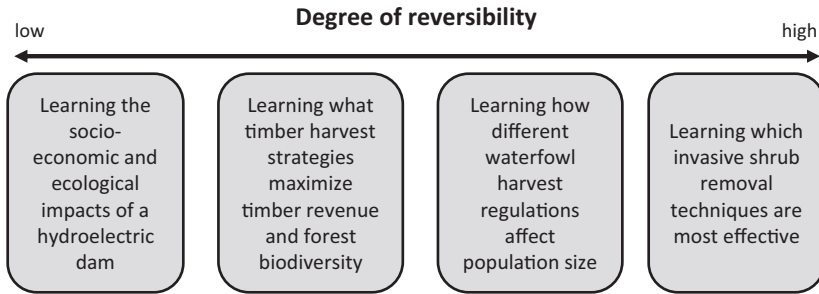 Degree of reversibility
low
high
Learning the
socio-
economic and
ecological
impacts of a
hydroelectric
dam
Learning what
timber harvest
strategies
maximize
timber revenue
and forest
biodiversity
Learning how
different
waterfowl
harvest
regulations
affect
population size
Learning which
invasive shrub
removal
techniques are
most effective